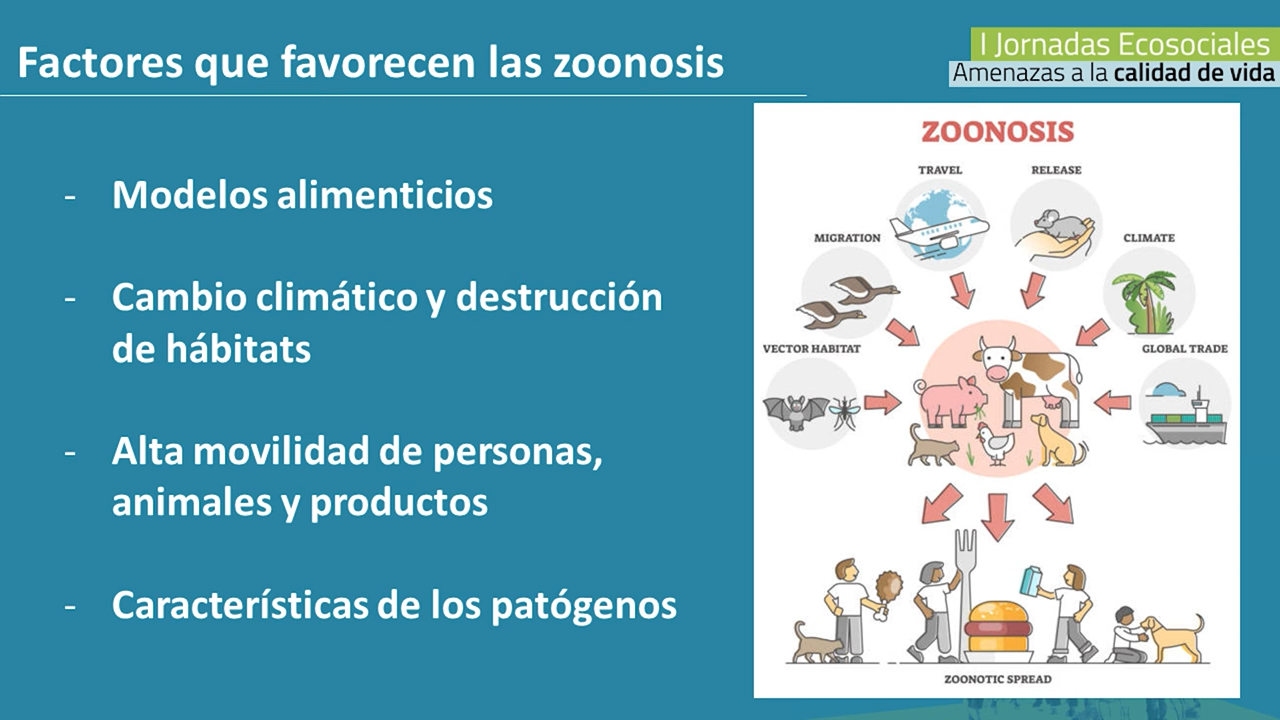 Factores que favorecen las zoonosis
I Jornadas Ecosociales
Amenazas a la calidad de vida
- Modelos alimenticios
- Cambio climático y destrucción
de hábitats
- Alta movilidad de personas,
animales y productos
- Características de los patógenos
ZOONOSIS
TRAVEL
RELEASE
MIGRATION
CLIMATE
VECTOR HABITAT
GLOBAL TRADE
ZOONOTIC SPREAD